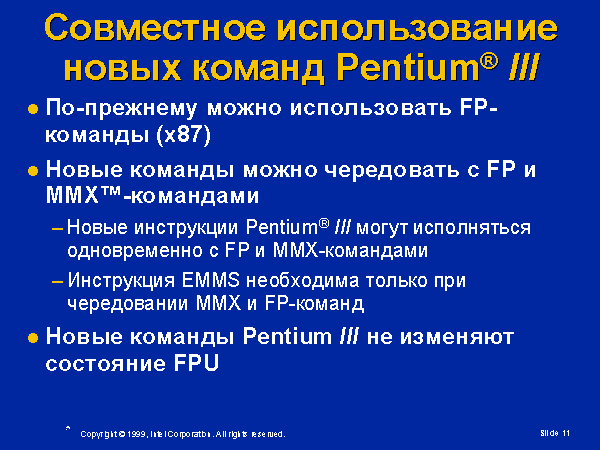 Совместное использование
новых команд Pentium® III
● По-прежнему можно использовать FP-
команды (x87)
● Новые команды можно чередовать с FP и
MMX™-командами
– Новые инструкции Pentium® III могут исполняться
одновременно с FP и MMX-командами
– Инструкция EMMS необходима только при
чередовании MMX и FP-команд
● Новые команды Pentium III не изменяют
состояние FPU
* Copyright © 1999, Intel Corporation. All rights reserved.
Slide 11